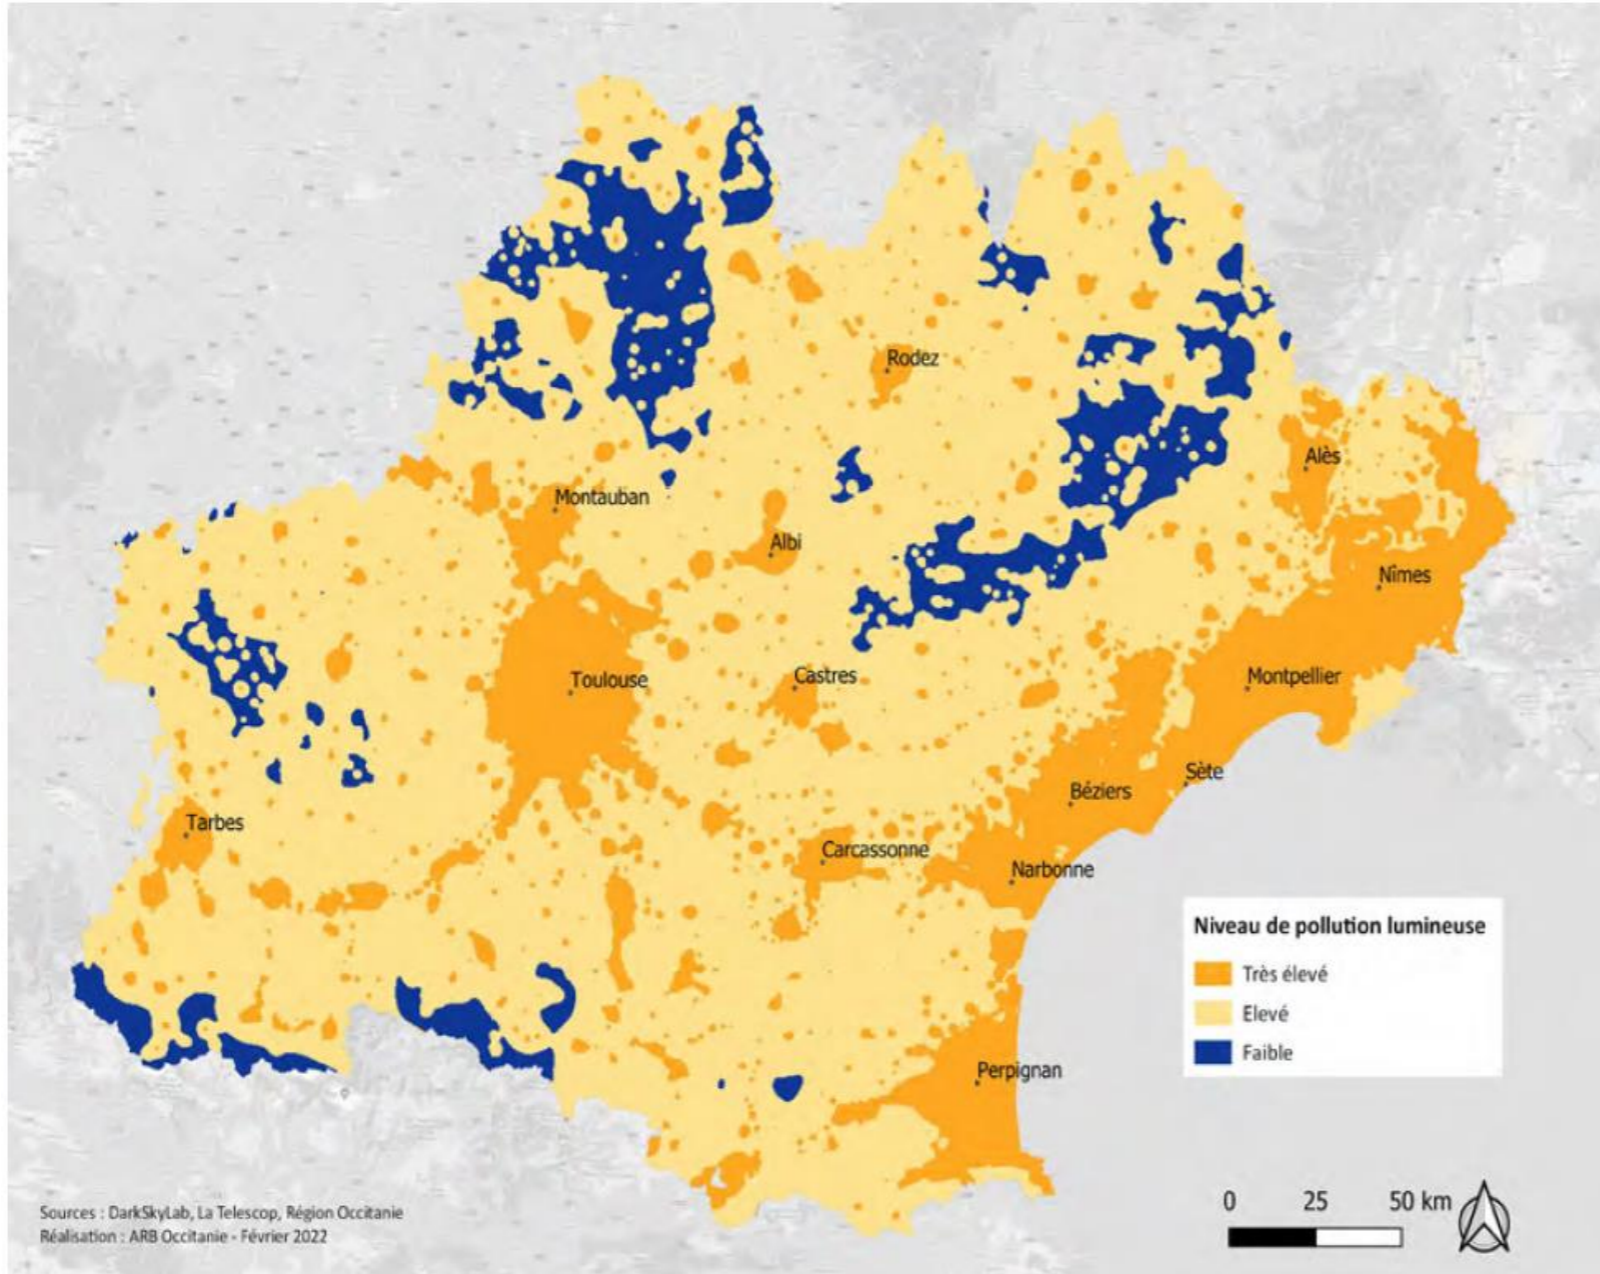 Rodez
Alès
Montauban
Albi
Nîmes
Toulouse
Castres
Montpellier
Sète
Béziers
Tarbes
Carcassonne
Narbonne
Niveau de pollution lumineuse
Très élevé
Elevé
Faible
Perpignan
0 25 50 km
Sources : DarkSkyLab, La Telescop, Région Occitanie
Réalisation : ARB Occitanie - Février 2022